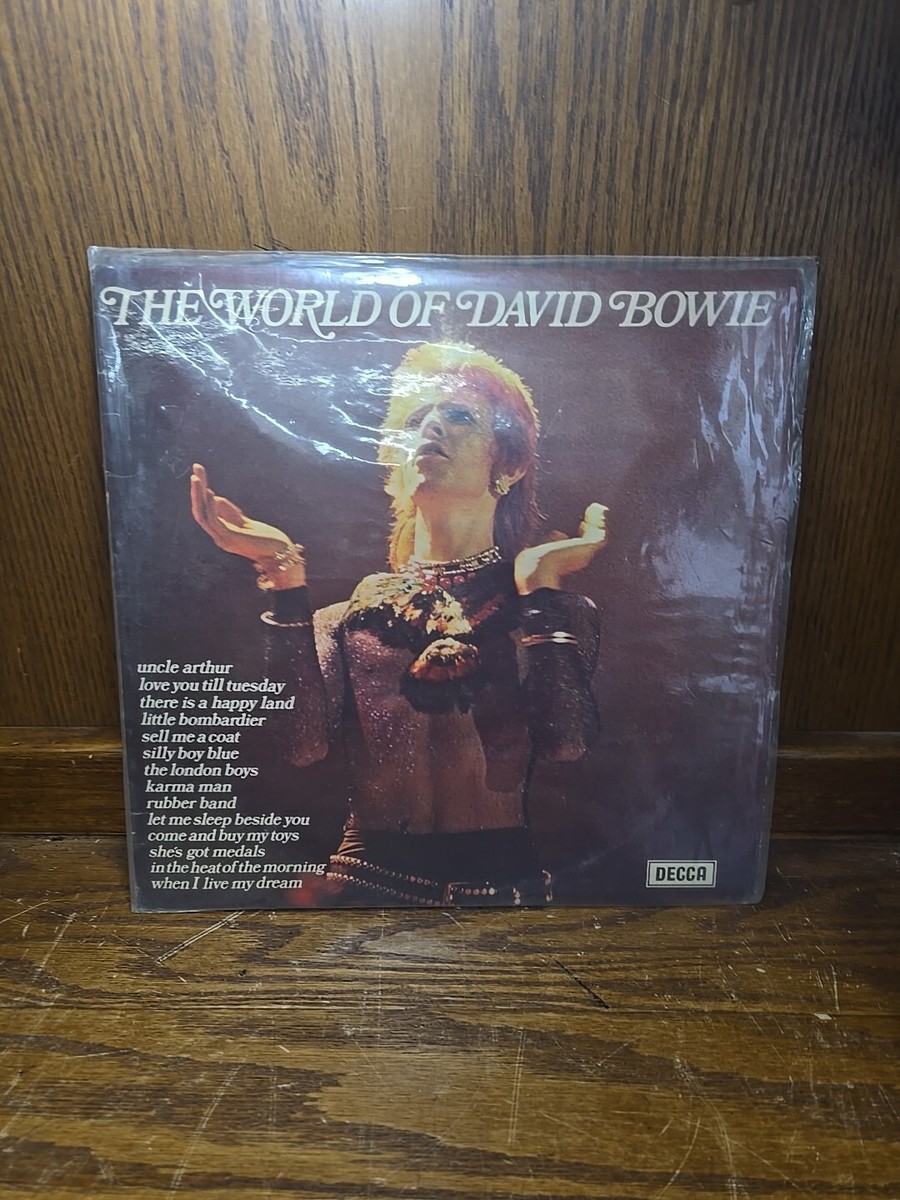 THE WORLD OF DAVID BOWIE
uncle arthur
love you till tuesday
there is a happy land
little bombardier
sell me a coat
silly boy blue
the london boys
karma man
rubber band
let me sleep beside you
come and buy my toys
she's got medals
in the heat of the morning
when I live my dream
DECCA